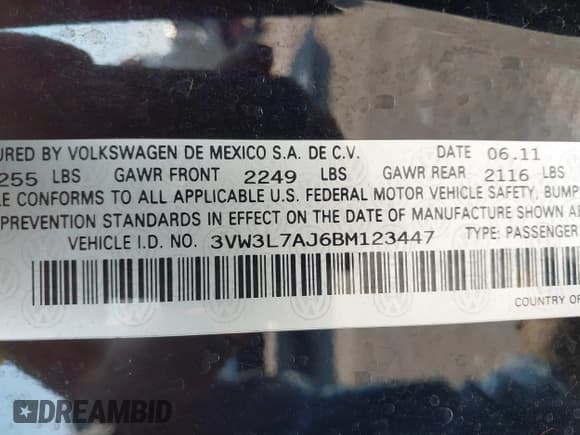 URED BY VOLKSWAGEN DE MEXICO S.A. DE C.V. DATE 06.11
255 LBS GAWR FRONT 2249 LBS GAWR REAR 2116 LBS
LE CONFORMS TO ALL APPLICABLE U.S. FEDERAL MOTOR VEHICLE SAFETY, BUMP
PREVENTION STANDARDS IN EFFECT ON THE DATE OF MANUFACTURE SHOWN A
VEHICLE I.D. NO. 3VW3L7AJ6BM123447 TYPE: PASSENGER
COUNTRY OF
DREAMBID